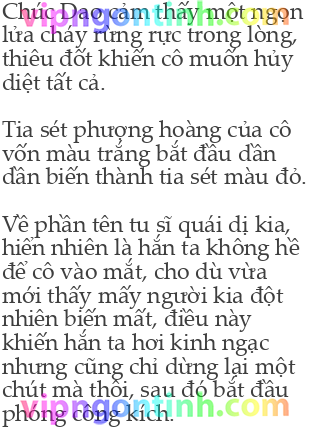 Chúc Dao cảm thấy một ngọn
vipngontinh.com
lửa cháy rừng rực trong lòng,
thiêu đốt khiến cô muốn hủy
diệt tất cả.
Tia sét phượng hoàng của cô
vốn màu trắng bắt đầu dần
dần biến thành tia sét màu đỏ.
Về phần tên tu sĩ quái dị kia,
hiển nhiên là hắn ta không hề
để cô vào mắt, cho dù vừa
mới thấy mấy người kia đột
nhiên biến mất, điều này
khiến hắn ta hơi kinh ngạc
nhưng cũng chỉ dừng lại một
chút mà thôi, sau đó bắt đầu
phóng công kích.
vipngontinh.com